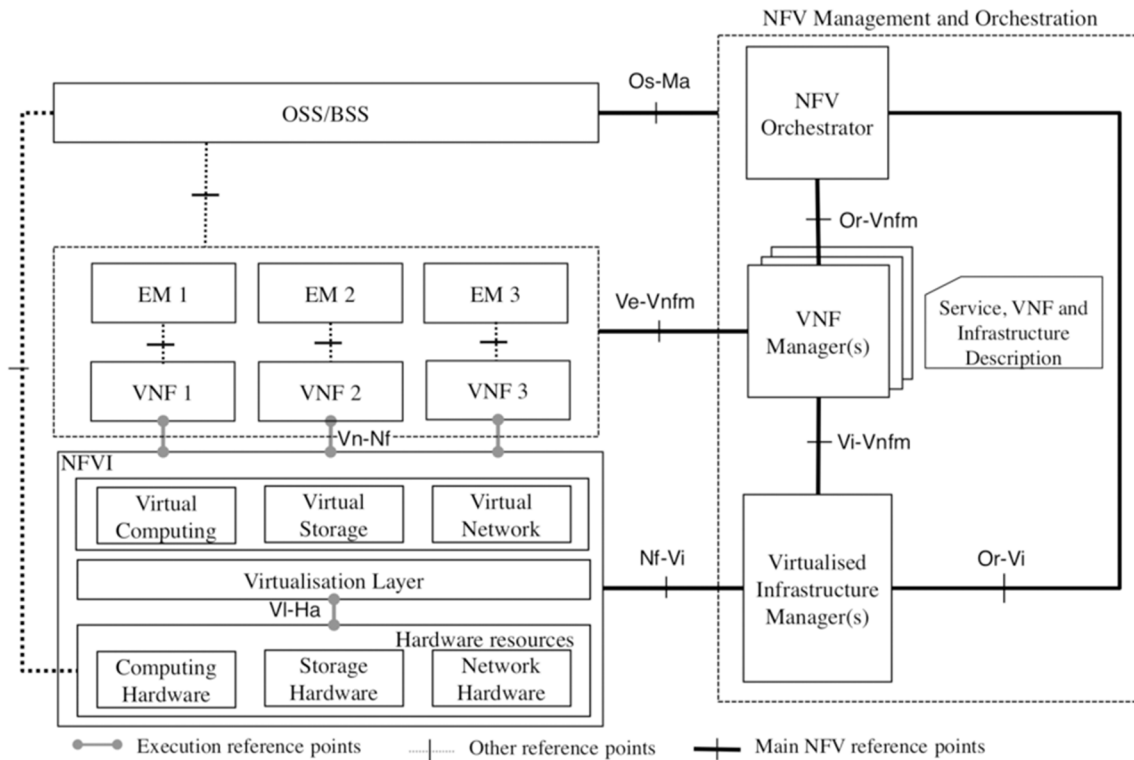 NFV Management and Orchestration
Os-Ma
OSS/BSS
NFV
Orchestrator
Or-Vnfm
EM 1
EM 2
EM 3
Ve-Vnfm
VNF
Manager(s)
Service, VNF and
Infrastructure
Description
VNF 1
VNF 2
VNF 3
Vn-Nf
Vi-Vnfm
NFVI
Virtual
Computing
Virtual
Storage
Virtual
Network
Nf-Vi
Virtualised
Infrastructure
Manager(s)
Or-Vi
Virtualisation Layer
Vl-Ha
Hardware resources
Computing
Hardware
Storage
Hardware
Network
Hardware
Execution reference points
Other reference points
Main NFV reference points